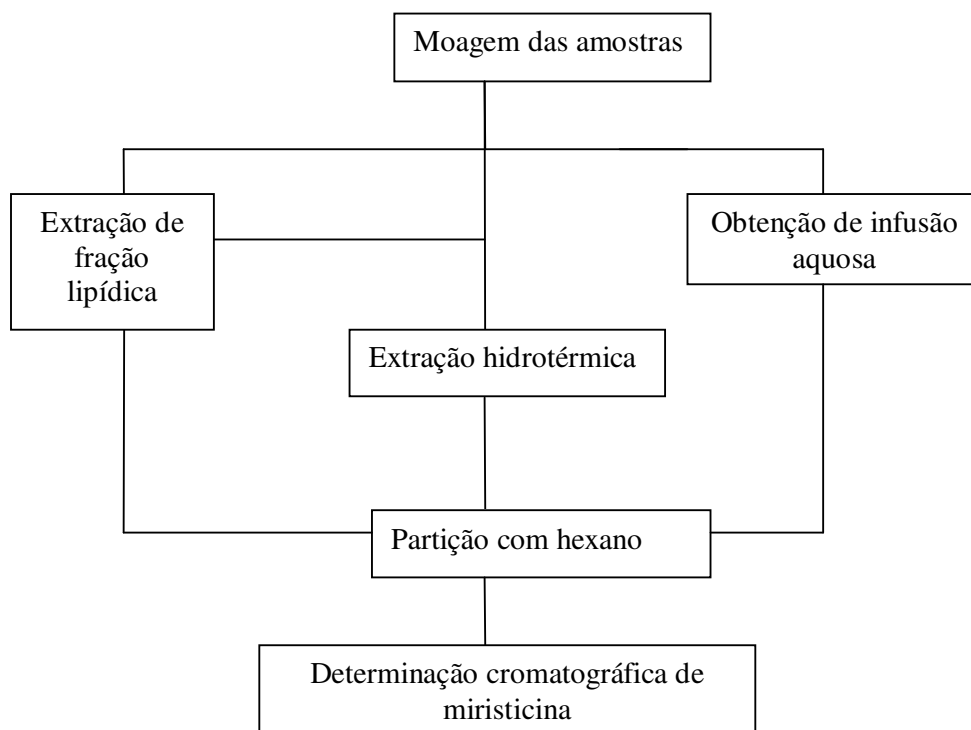 Moagem das amostras
Extração de
fração
lipídica
Obtenção de infusão
aquosa
Extração hidrotérmica
Partição com hexano
Determinação cromatográfica de
miristicina